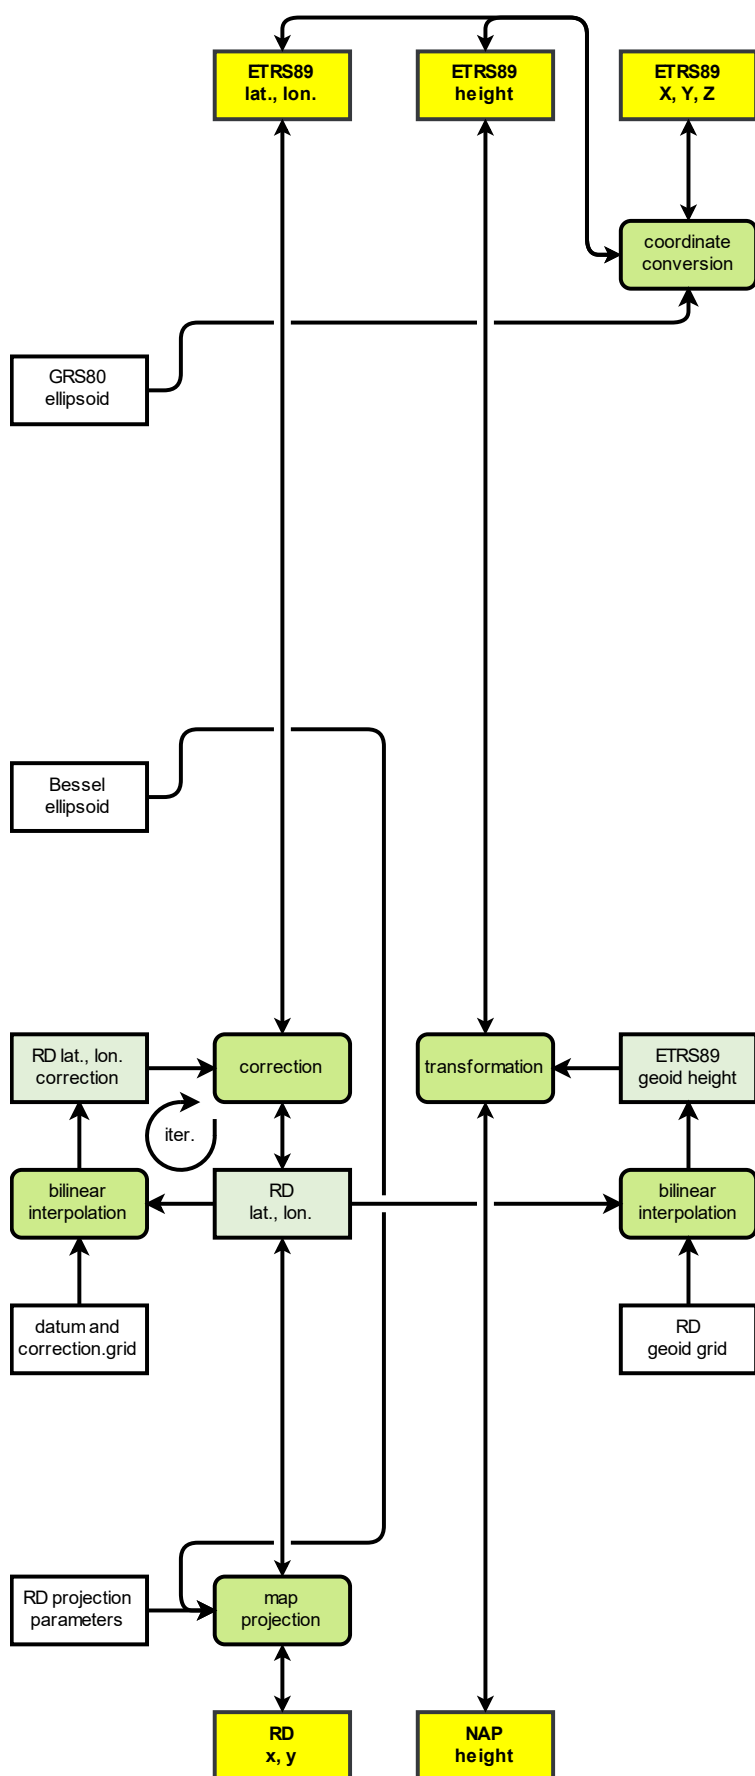 ETRS89
lat., lon.
ETRS89
height
ETRS89
X, Y, Z
coordinate
conversion
GRS80
ellipsoid
Bessel
ellipsoid
RD lat., lon.
correction
correction
transformation
ETRS89
geoid height
iter.
bilinear
interpolation
RD
lat., lon.
bilinear
interpolation
datum and
correction.grid
RD
geoid grid
RD projection
parameters
map
projection
RD
x, y
NAP
height